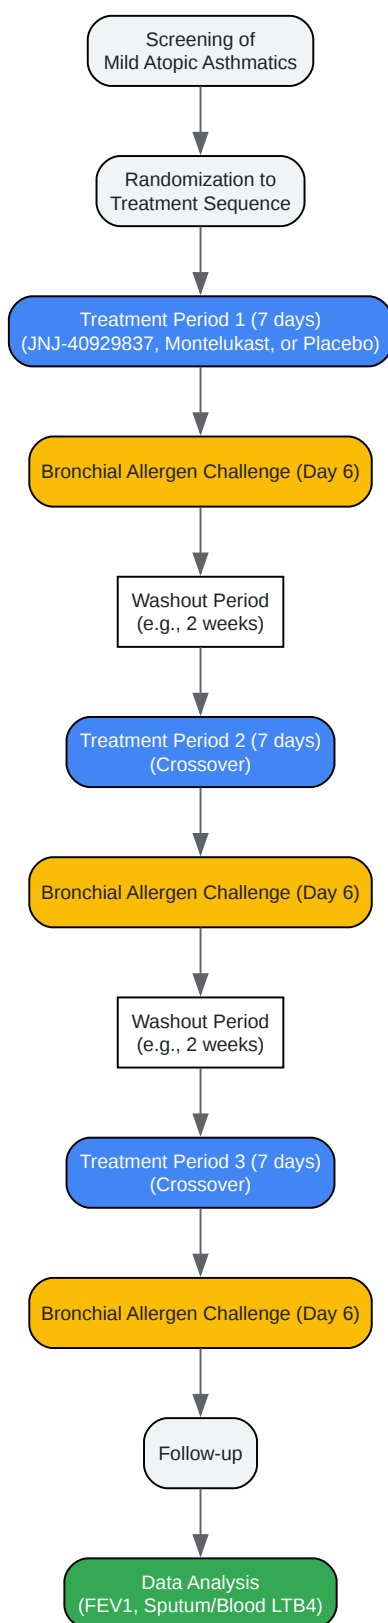 Screening of
Mild Atopic Asthmatics
Randomization to
Treatment Sequence
Treatment Period 1 (7 days)
(JNJ-40929837, Montelukast, or Placebo)
Bronchial Allergen Challenge (Day 6)
Washout Period
(e.g., 2 weeks)
Treatment Period 2 (7 days)
(Crossover)
Bronchial Allergen Challenge (Day 6)
Washout Period
(e.g., 2 weeks)
Treatment Period 3 (7 days)
(Crossover)
Bronchial Allergen Challenge (Day 6)
Follow-up
Data Analysis
(FEV1, Sputum/Blood LTB4)